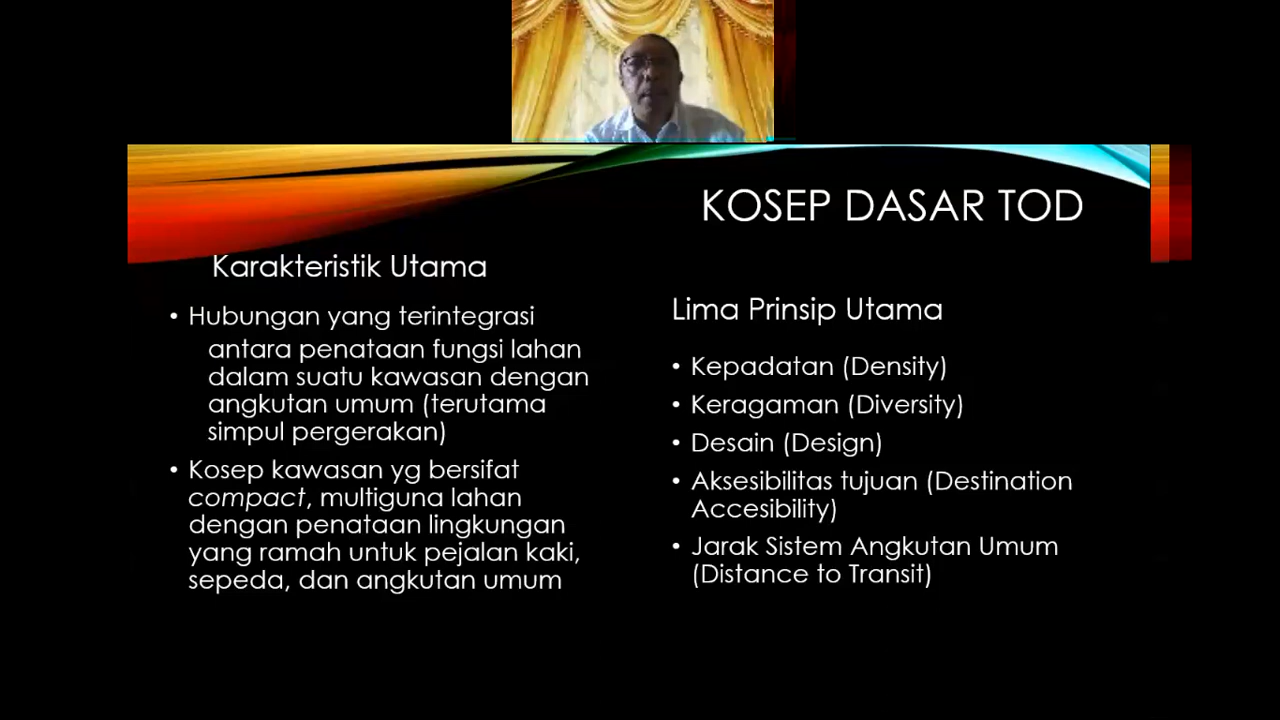 KOSEP DASAR TOD
Karakteristik Utama
• Hubungan yang terintegrasi
antara penataan fungsi lahan
dalam suatu kawasan dengan
angkutan umum (terutama
simpul pergerakan)
• Kosep kawasan yg bersifat
compact, multiguna lahan
dengan penataan lingkungan
yang ramah untuk pejalan kaki,
sepeda, dan angkutan umum
Lima Prinsip Utama
• Kepadatan (Density)
• Keragaman (Diversity)
• Desain (Design)
• Aksesibilitas tujuan (Destination
Accesibility)
• Jarak Sistem Angkutan Umum
(Distance to Transit)